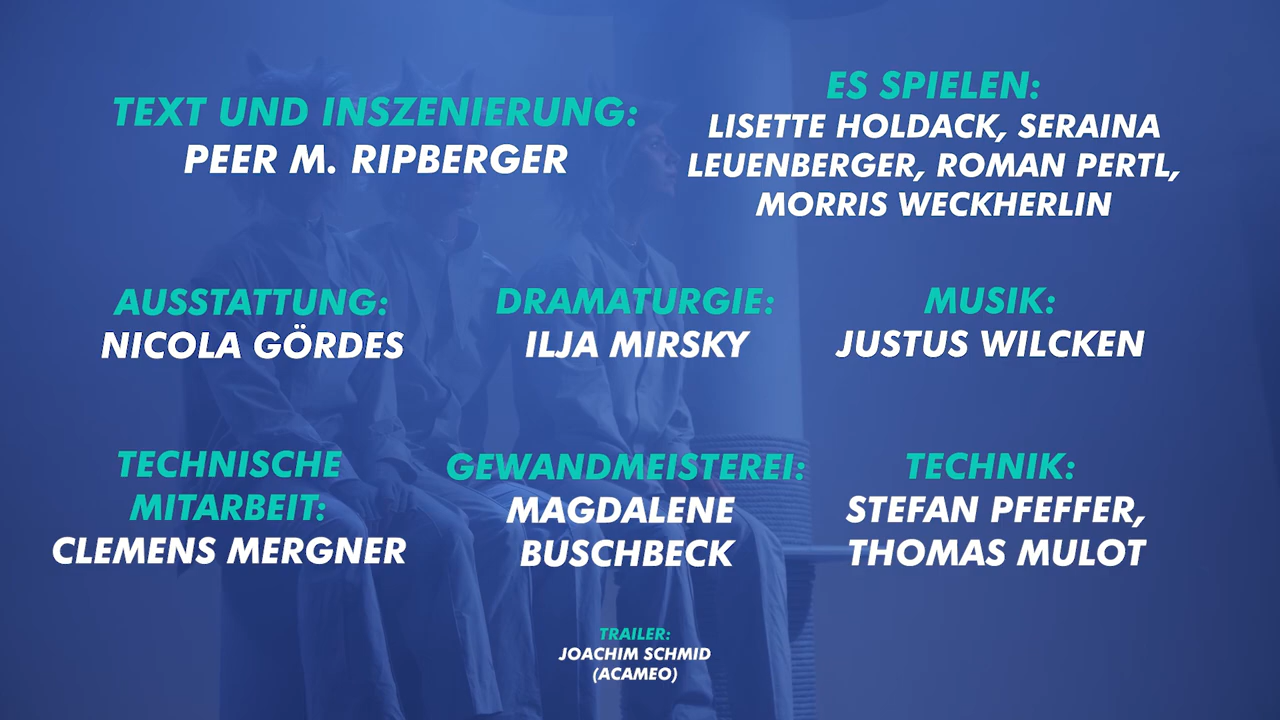 TEXT UND INSZENIERUNG:
PEER M. RIPBERGER
ES SPIELEN:
LISETTE HOLDACK, SERAINA
LEUENBERGER, ROMAN PERTL,
MORRIS WECKHERLIN
AUSSTATTUNG:
NICOLA GÖRDES
DRAMATURGIE:
ILJA MIRSKY
MUSIK:
JUSTUS WILCKEN
TECHNISCHE
MITARBEIT:
CLEMENS MERGNER
GEWANDMEISTEREI:
MAGDALENE
BUSCHBECK
TECHNIK:
STEFAN PFEFFER,
THOMAS MULOT
TRAILER:
JOACHIM SCHMID
(ACAMEO)